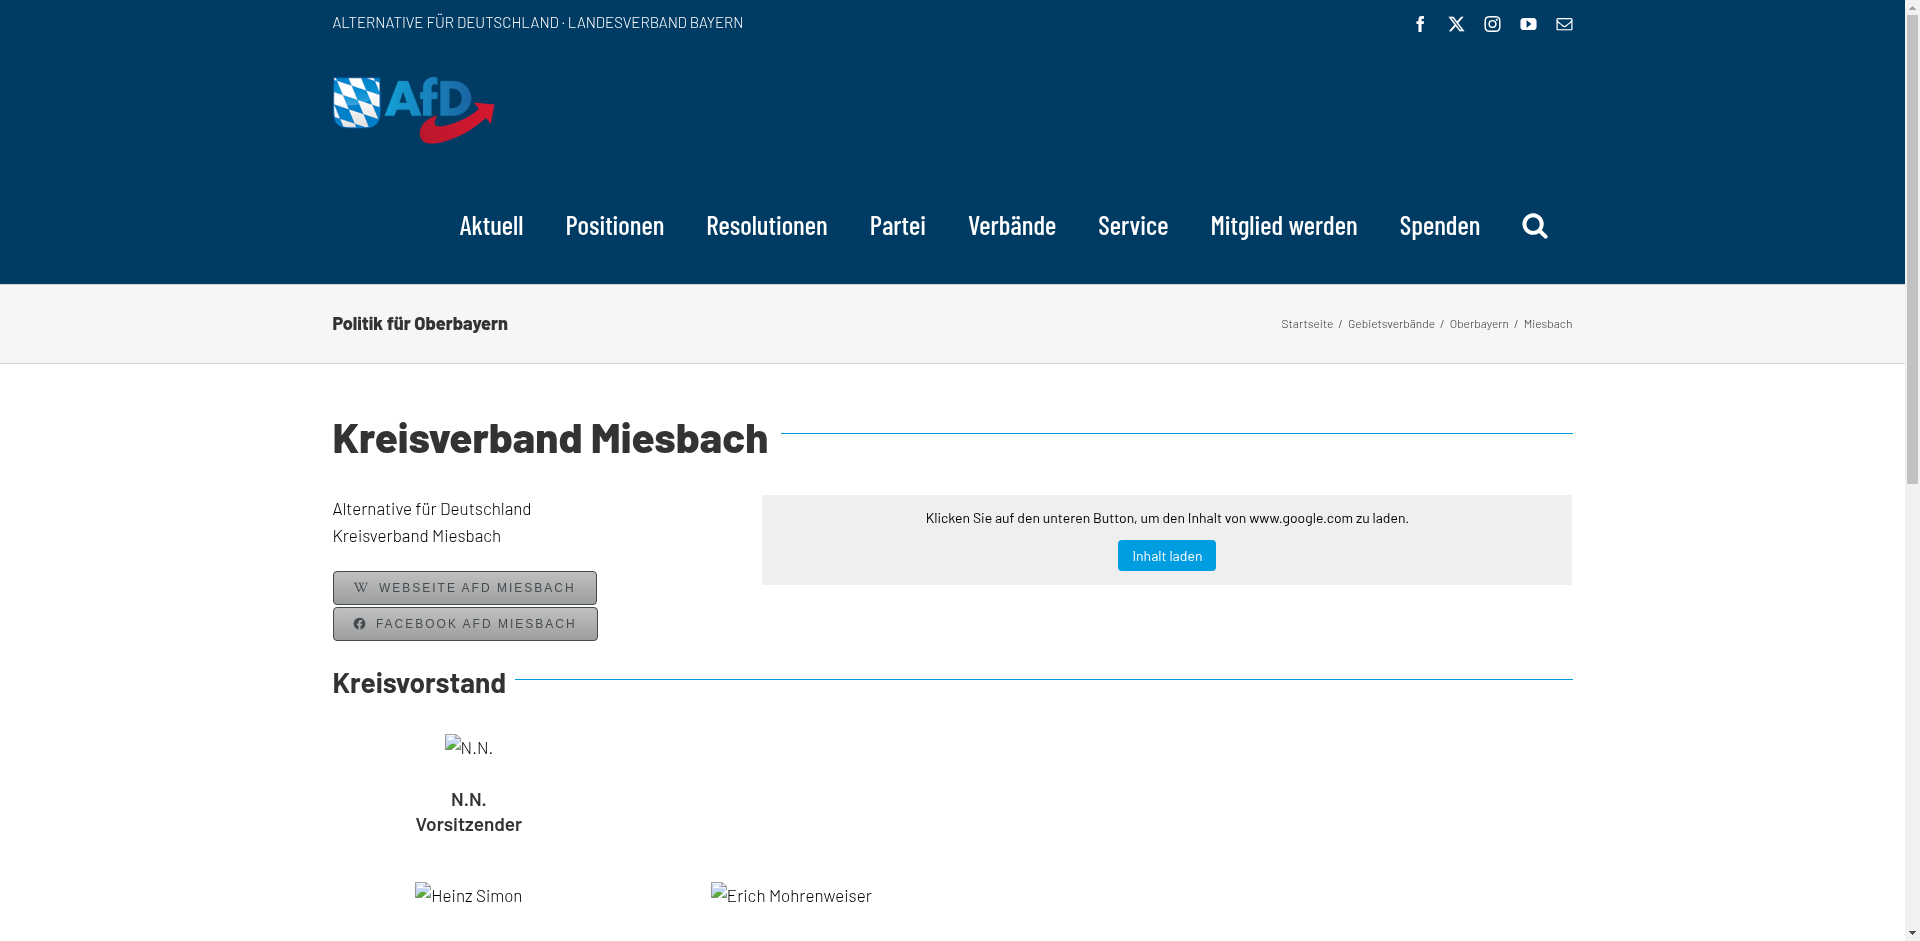 ALTERNATIVE FÜR DEUTSCHLAND · LANDESVERBAND BAYERN
AfD
Aktuell Positionen Resolutionen Partei Verbände Service Mitglied werden Spenden
Politik für Oberbayern
Startseite / Gebietsverbände / Oberbayern / Miesbach
Kreisverband Miesbach
Alternative für Deutschland
Kreisverband Miesbach
WEBSEITE AFD MIESBACH
FACEBOOK AFD MIESBACH
Klicken Sie auf den unteren Button, um den Inhalt von www.google.com zu laden.
Inhalt laden
Kreisvorstand
N.N.
N.N.
Vorsitzender
Heinz Simon
Erich Mohrenweiser